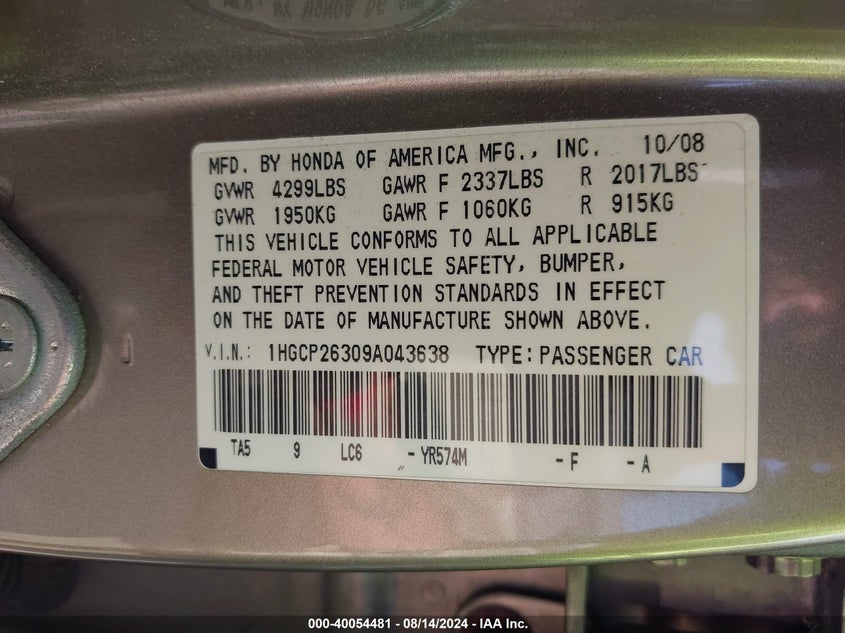 BY HONDA DE
MFD. BY HONDA OF AMERICA MFG., INC. 10/08
GVWR 4299LBS GAWR F 2337LBS R 2017LBS
GVWR 1950KG GAWR F 1060KG R 915KG
THIS VEHICLE CONFORMS TO ALL APPLICABLE
FEDERAL MOTOR VEHICLE SAFETY, BUMPER,
AND THEFT PREVENTION STANDARDS IN EFFECT
ON THE DATE OF MANUFACTURE SHOWN ABOVE.
V.I.N.: 1HGCP26309A043638 TYPE: PASSENGER CAR
TA5 9 LC6 - YR574M - F - A
000-40054481 - 08/14/2024 - IAA Inc.